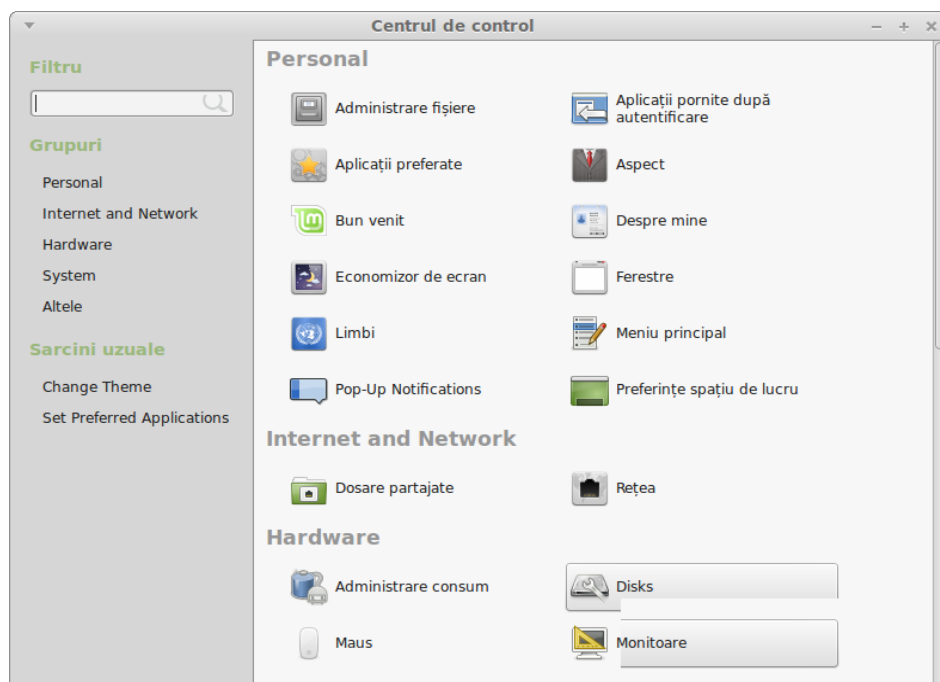 Centrul de control
Filtru
Grupuri
Personal
Internet and Network
Hardware
System
Altele
Sarcini uzuale
Change Theme
Set Preferred Applications
Personal
Administrare fișiere
Aplicații pornite după
autentificare
Aplicații preferate
Aspect
Bun venit
Despre mine
Economizor de ecran
Ferestre
Limbi
Meniu principal
Pop-Up Notifications
Preferințe spațiu de lucru
Internet and Network
Dosare partajate
Rețea
Hardware
Administrare consum
Disks
Maus
Monitoare